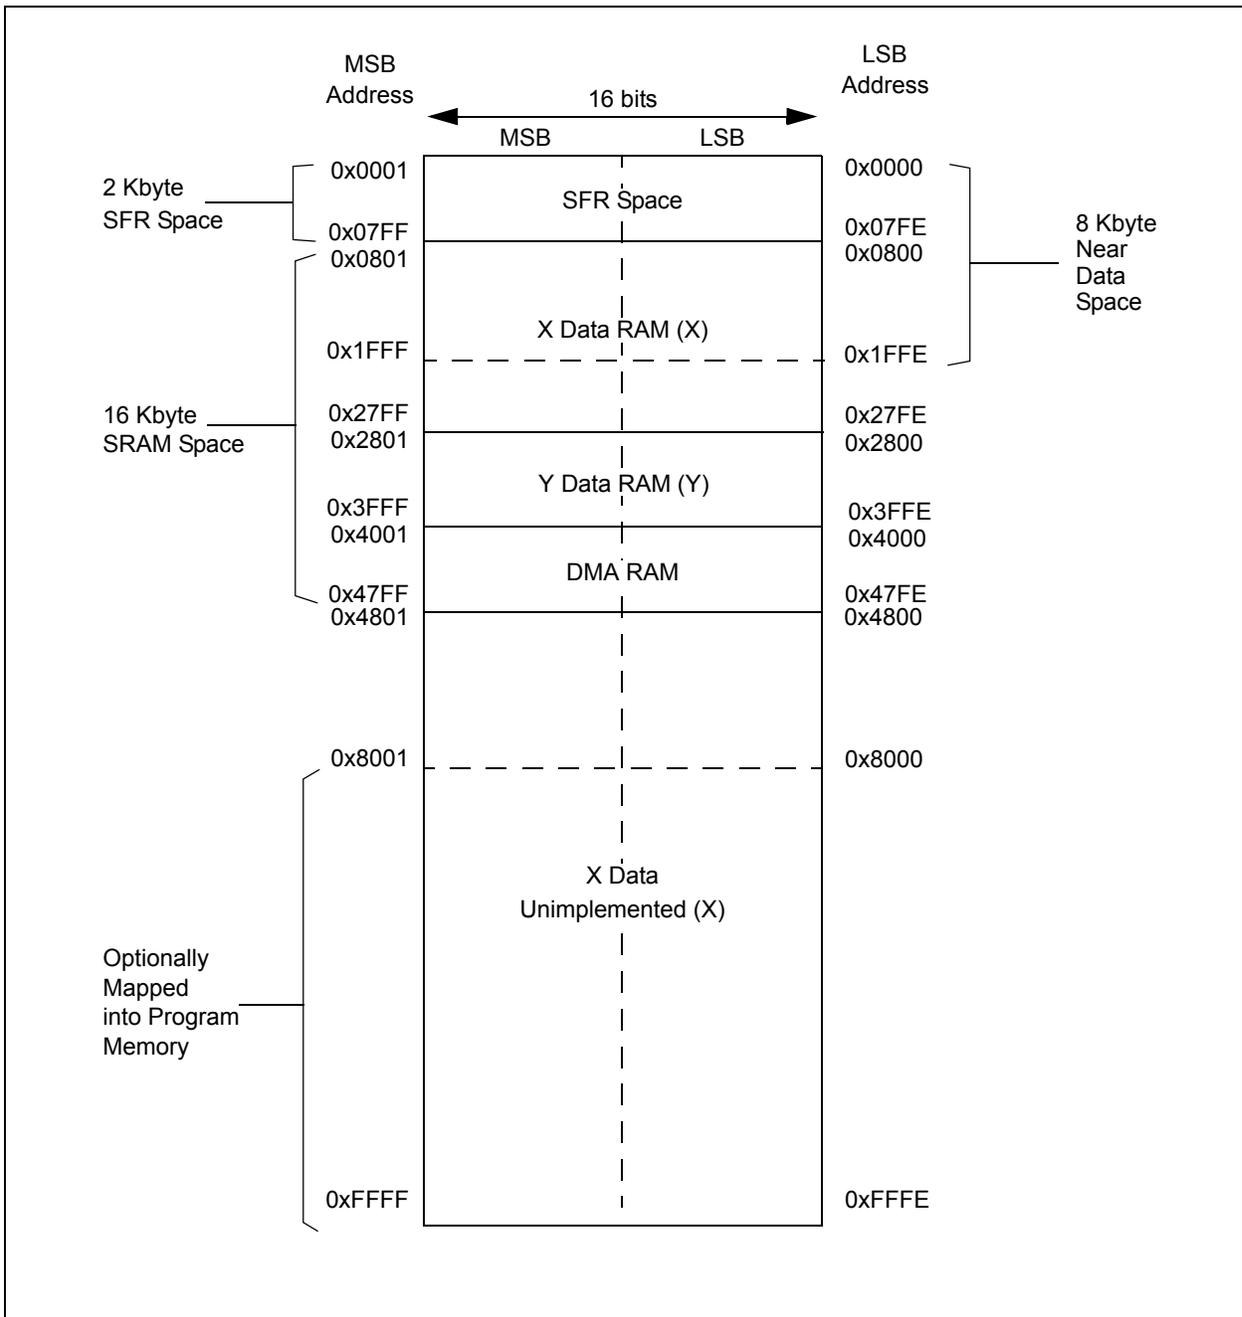 MSB
Address
LSB
Address
16 bits
MSB
LSB
2 Kbyte
SFR Space
0x0001
SFR Space
0x0000
0x07FF
0x07FE
0x0801
0x0800
8 Kbyte
Near
Data
Space
X Data RAM (X)
0x1FFF
0x1FFE
16 Kbyte
SRAM Space
0x27FF
0x27FE
0x2801
0x2800
Y Data RAM (Y)
0x3FFF
0x3FFE
0x4001
0x4000
DMA RAM
0x47FF
0x47FE
0x4801
0x4800
0x8001
0x8000
X Data
Unimplemented (X)
Optionally
Mapped
into Program
Memory
0xFFFF
0xFFFE